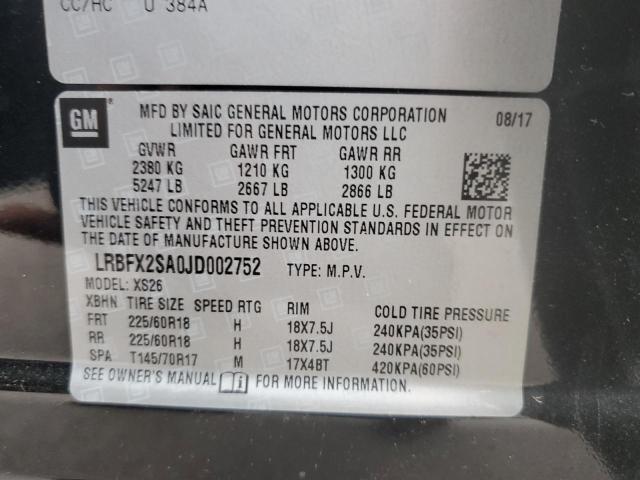 CC/HC U 384A
GM
MFD BY SAIC GENERAL MOTORS CORPORATION 08/17
LIMITED FOR GENERAL MOTORS LLC
GVWR GAWR FRT GAWR RR
2380 KG 1210 KG 1300 KG
5247 LB 2667 LB 2866 LB
THIS VEHICLE CONFORMS TO ALL APPLICABLE U.S. FEDERAL MOTOR
VEHICLE SAFETY AND THEFT PREVENTION STANDARDS IN EFFECT ON
THE DATE OF MANUFACTURE SHOWN ABOVE.
LRBFX2SA0JD002752 TYPE: M.P.V.
MODEL: XS26
XBHN TIRE SIZE SPEED RTG RIM COLD TIRE PRESSURE
FRT 225/60R18 H 18X7.5J 240KPA(35PSI)
RR 225/60R18 H 18X7.5J 240KPA(35PSI)
SPA T145/70R17 M 17X4BT 420KPA(60PSI)
SEE OWNER'S MANUAL FOR MORE INFORMATION.